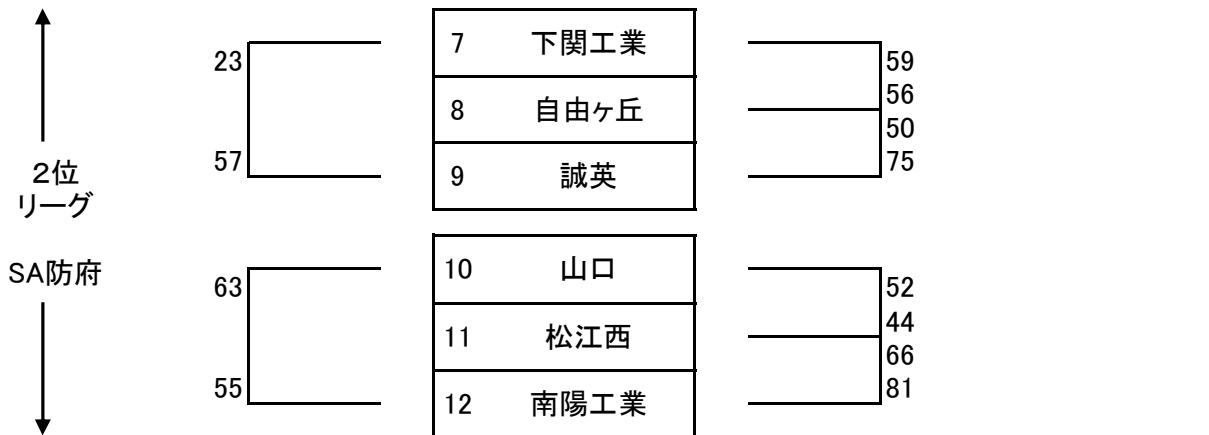 7 下関工業
23 59
8 自由ヶ丘 56
50
57 9 誠英 75
2位
リーグ
SA防府
10 山口
63 52
11 松江西 44
66
55 12 南陽工業 81